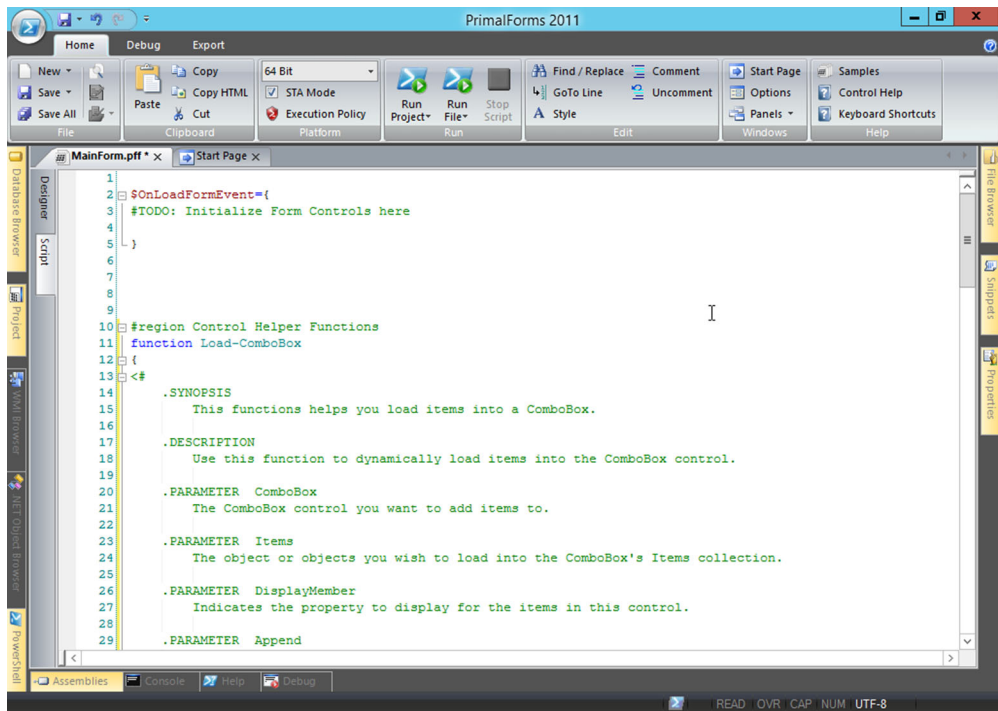 PrimalForms 2011
Home Debug Export
New Copy 64 Bit Find / Replace Comment Start Page Samples
Save Copy HTML STA Mode GoTo Line Uncomment Options Control Help
Save All Paste Cut Execution Policy Run Project Run File Stop Script Style Panels Keyboard Shortcuts
File Clipboard Platform Run Edit Windows Help
MainForm.pff * Start Page
Database Browser
Project
WMI Browser
.NET Object Browser
PowerShell
Designer
Script
1
2 $OnLoadFormEvent={
3 #TODO: Initialize Form Controls here
4
5 }
6
7
8
9
10 #region Control Helper Functions
11 function Load-ComboBox
12 {
13 <#
14 .SYNOPSIS
15 This functions helps you load items into a ComboBox.
16
17 .DESCRIPTION
18 Use this function to dynamically load items into the ComboBox control.
19
20 .PARAMETER ComboBox
21 The ComboBox control you want to add items to.
22
23 .PARAMETER Items
24 The object or objects you wish to load into the ComboBox's Items collection.
25
26 .PARAMETER DisplayMember
27 Indicates the property to display for the items in this control.
28
29 .PARAMETER Append
File Browser
Snippets
Properties
Assemblies Console Help Debug
READ OVR CAP NUM UTF-8